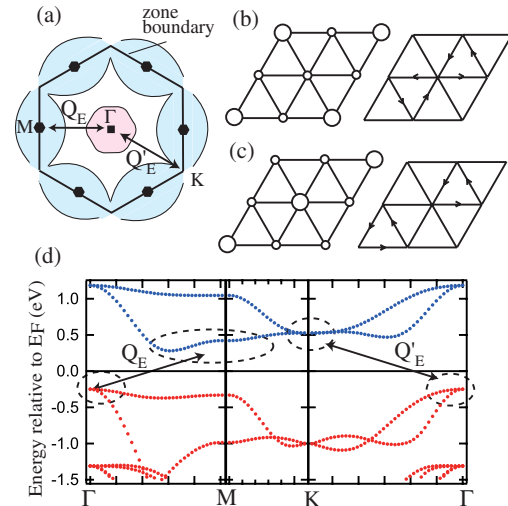 (a)
zone
boundary
Q_E
Γ
M
Q'_E
K
(b)
(c)
(d)
Energy relative to E_F (eV)
1.0
0.5
0.0
-0.5
-1.0
-1.5
Q_E
Q'_E
Γ
M
K
Γ